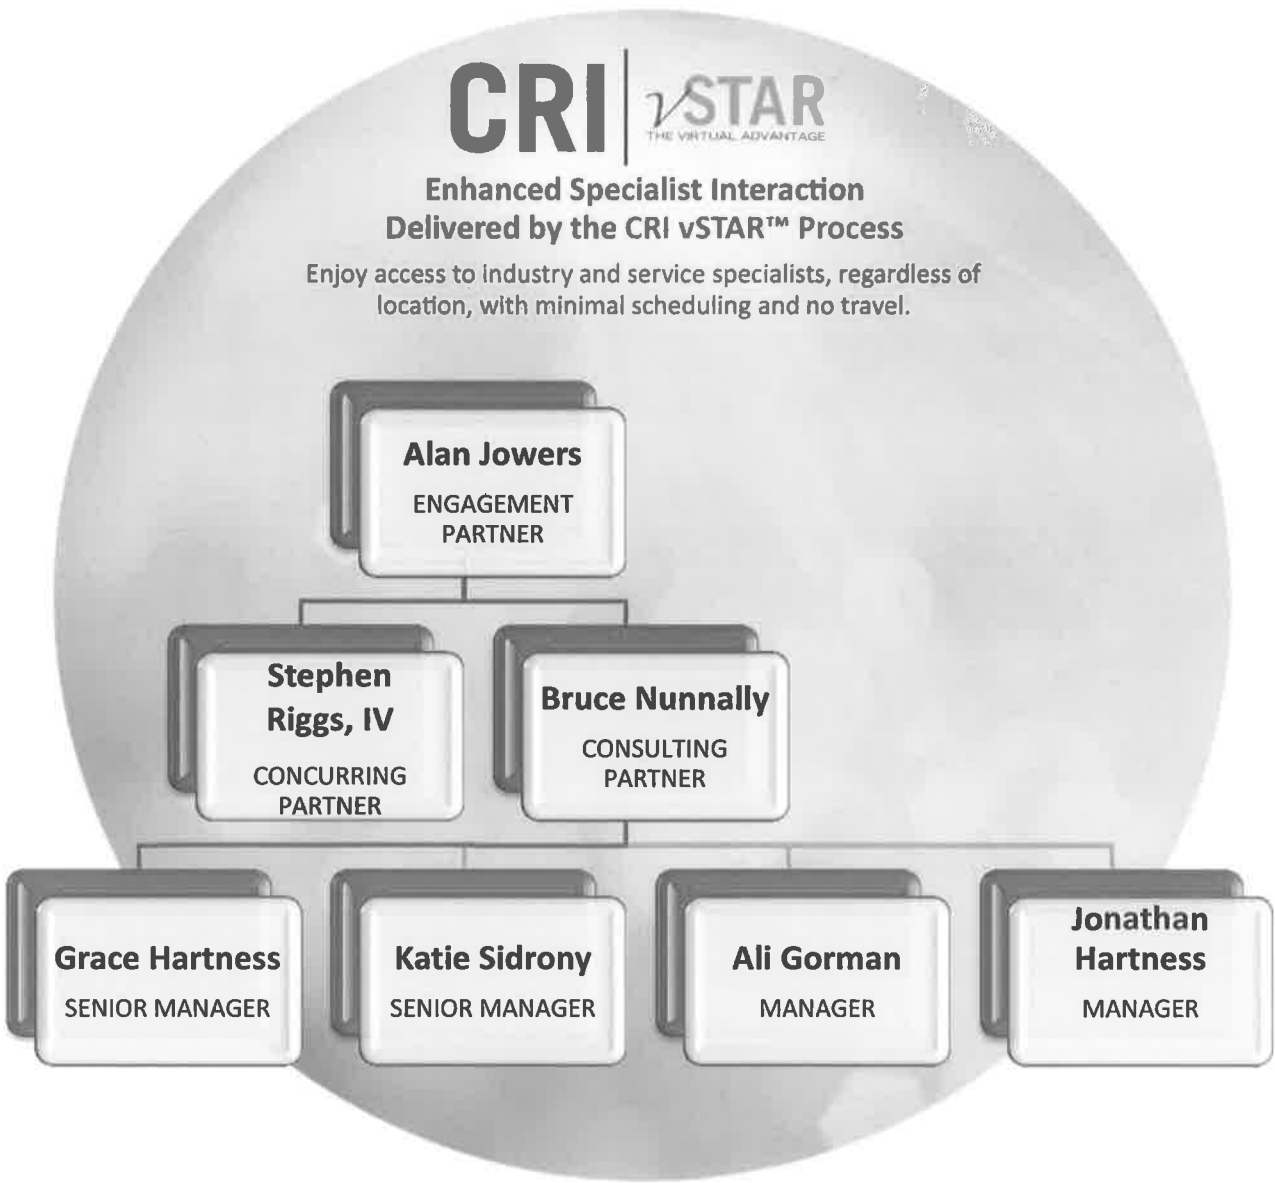 CRI
vSTAR
THE VIRTUAL ADVANTAGE
Enhanced Specialist Interaction
Delivered by the CRI vSTAR™ Process
Enjoy access to industry and service specialists, regardless of
location, with minimal scheduling and no travel.
Alan Jowers
ENGAGEMENT
PARTNER
Stephen
Riggs, IV
CONCURRING
PARTNER
Bruce Nunnally
CONSULTING
PARTNER
Grace Hartness
SENIOR MANAGER
Katie Sidrony
SENIOR MANAGER
Ali Gorman
MANAGER
Jonathan
Hartness
MANAGER